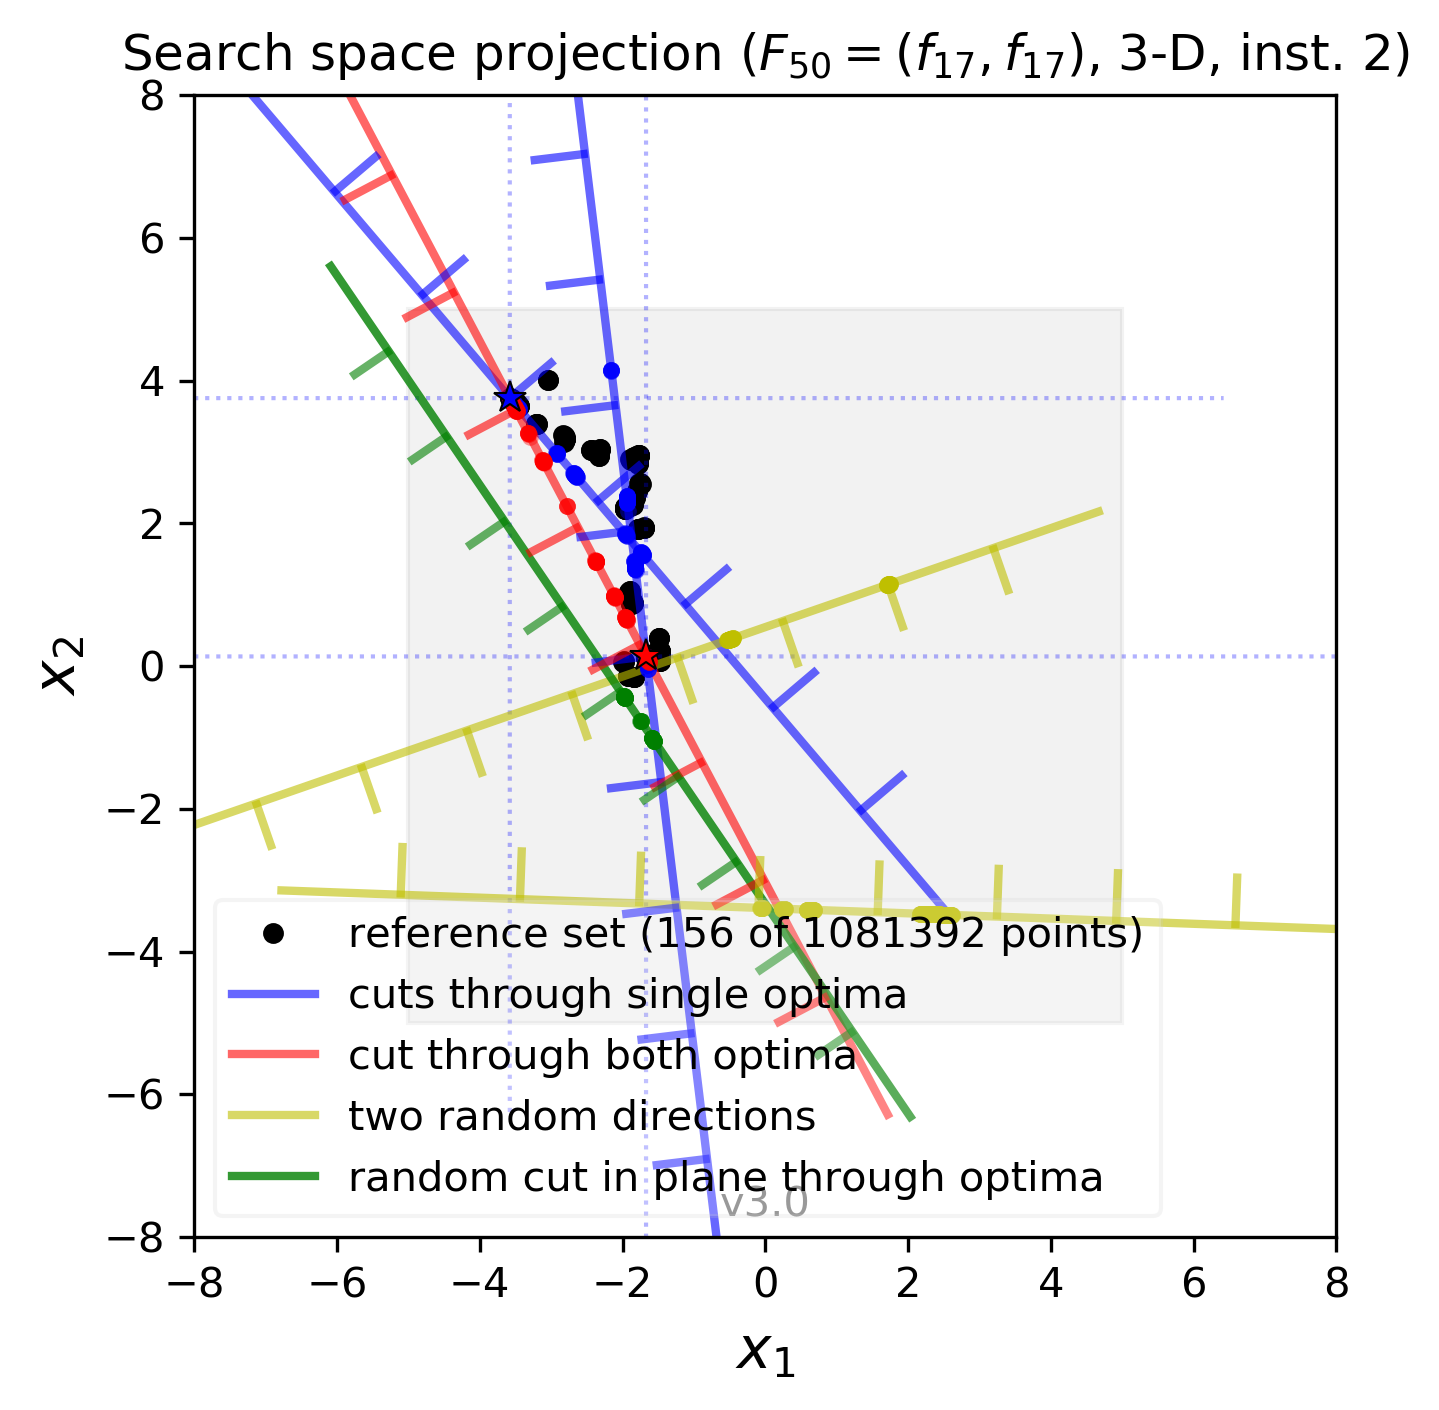 Search space projection (F₅₀ = (f₁₇, f₁₇), 3-D, inst. 2)
8
6
4
2
0
−2
−4
−6
−8
x₂
reference set (156 of 1081392 points)
cuts through single optima
cut through both optima
two random directions
random cut in plane through optima
v3.0
−8 −6 −4 −2 0 2 4 6 8
x₁